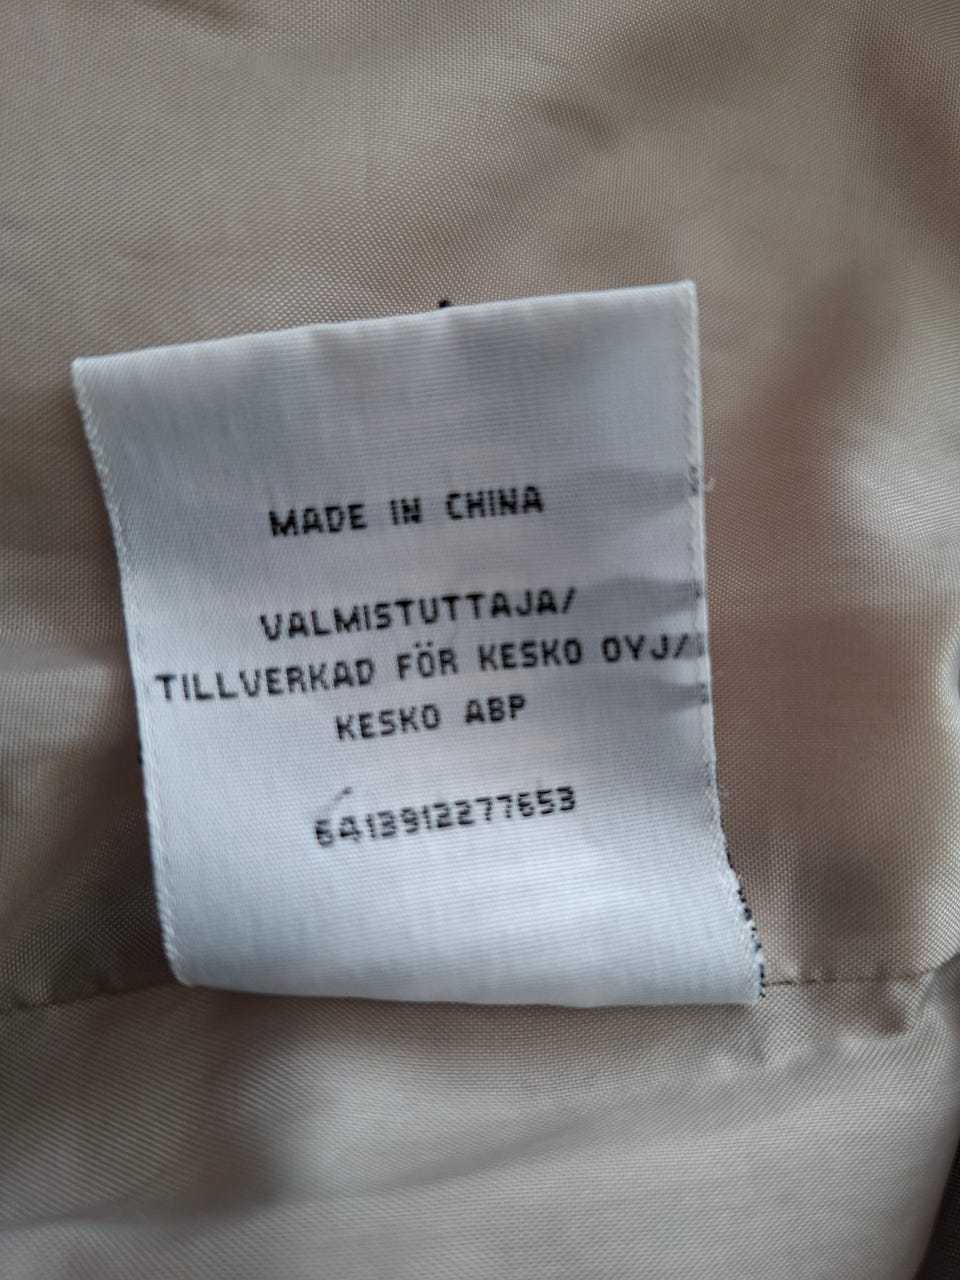 MADE IN CHINA
VALMISTUTTAJA/
TILLVERKAD FÖR KESKO OYJ/
KESKO ABP
6413912277653